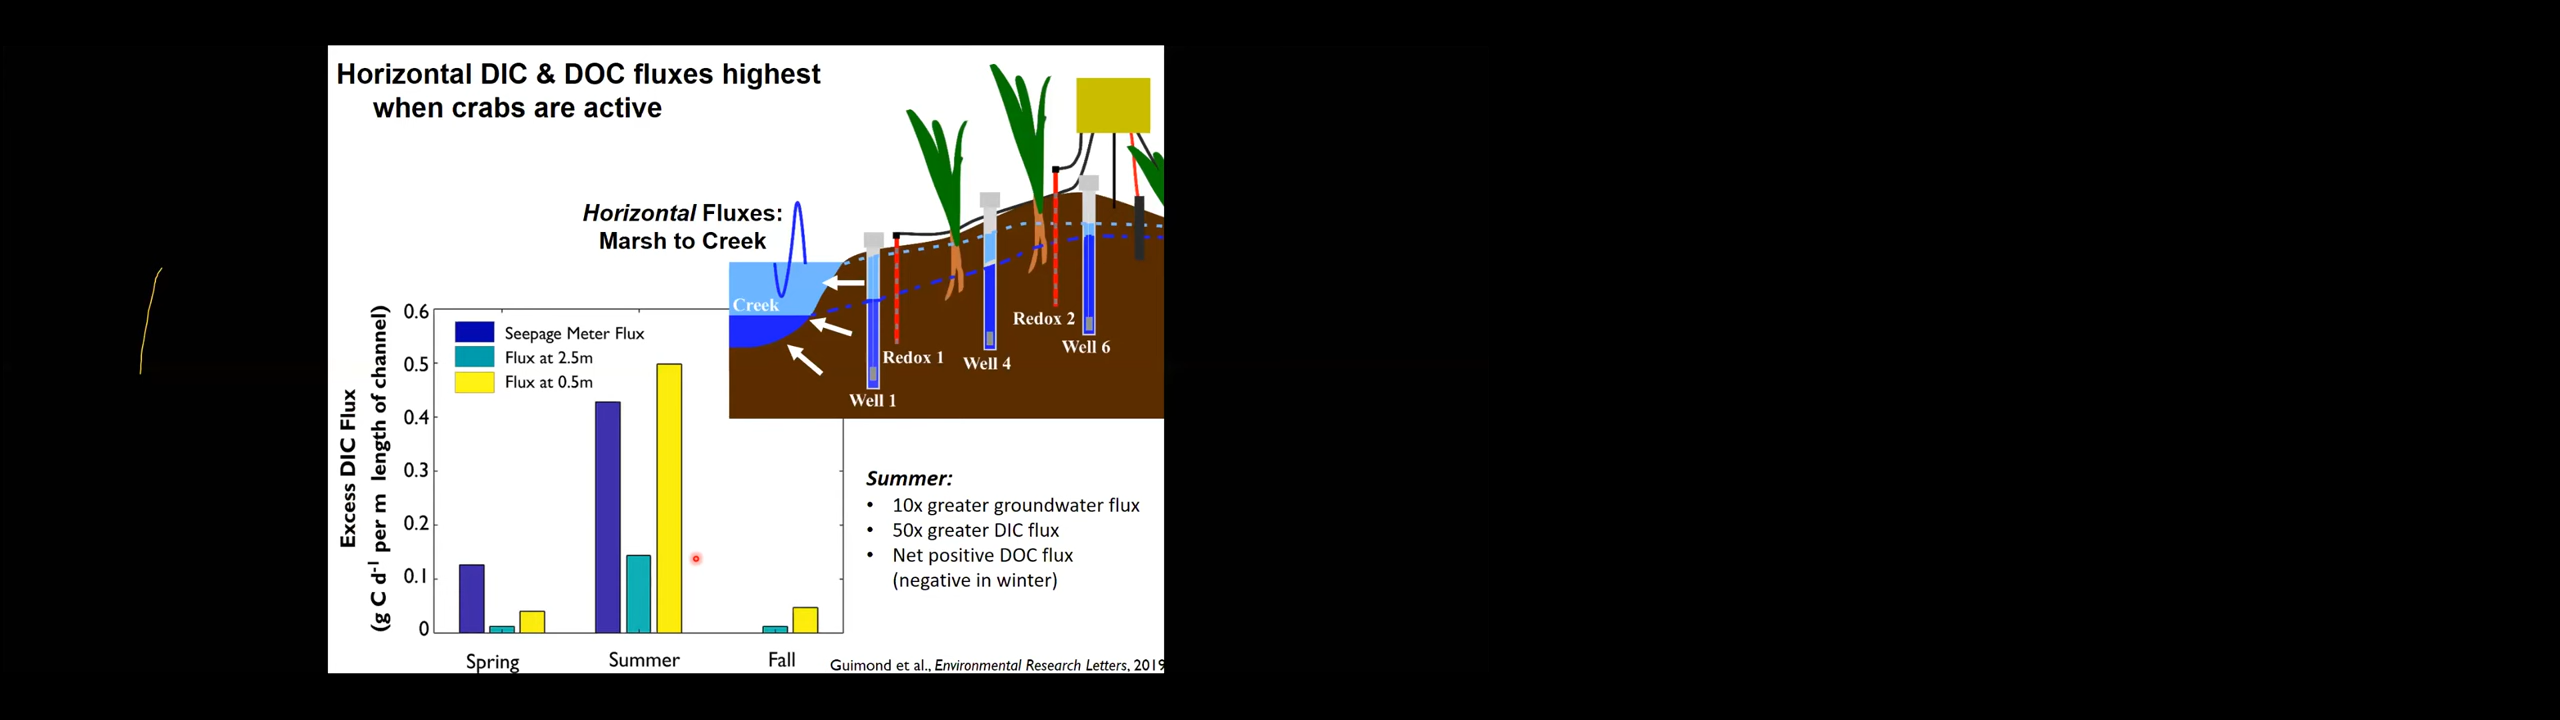 Horizontal DIC & DOC fluxes highest
when crabs are active
Horizontal Fluxes:
Marsh to Creek
Creek
Redox 1
Well 1
Well 4
Redox 2
Well 6
Excess DIC Flux
(g C d⁻¹ per m length of channel)
0.6
0.5
0.4
0.3
0.2
0.1
0
Seepage Meter Flux
Flux at 2.5m
Flux at 0.5m
Spring
Summer
Fall
Summer:
• 10x greater groundwater flux
• 50x greater DIC flux
• Net positive DOC flux
(negative in winter)
Guimond et al., Environmental Research Letters, 2019